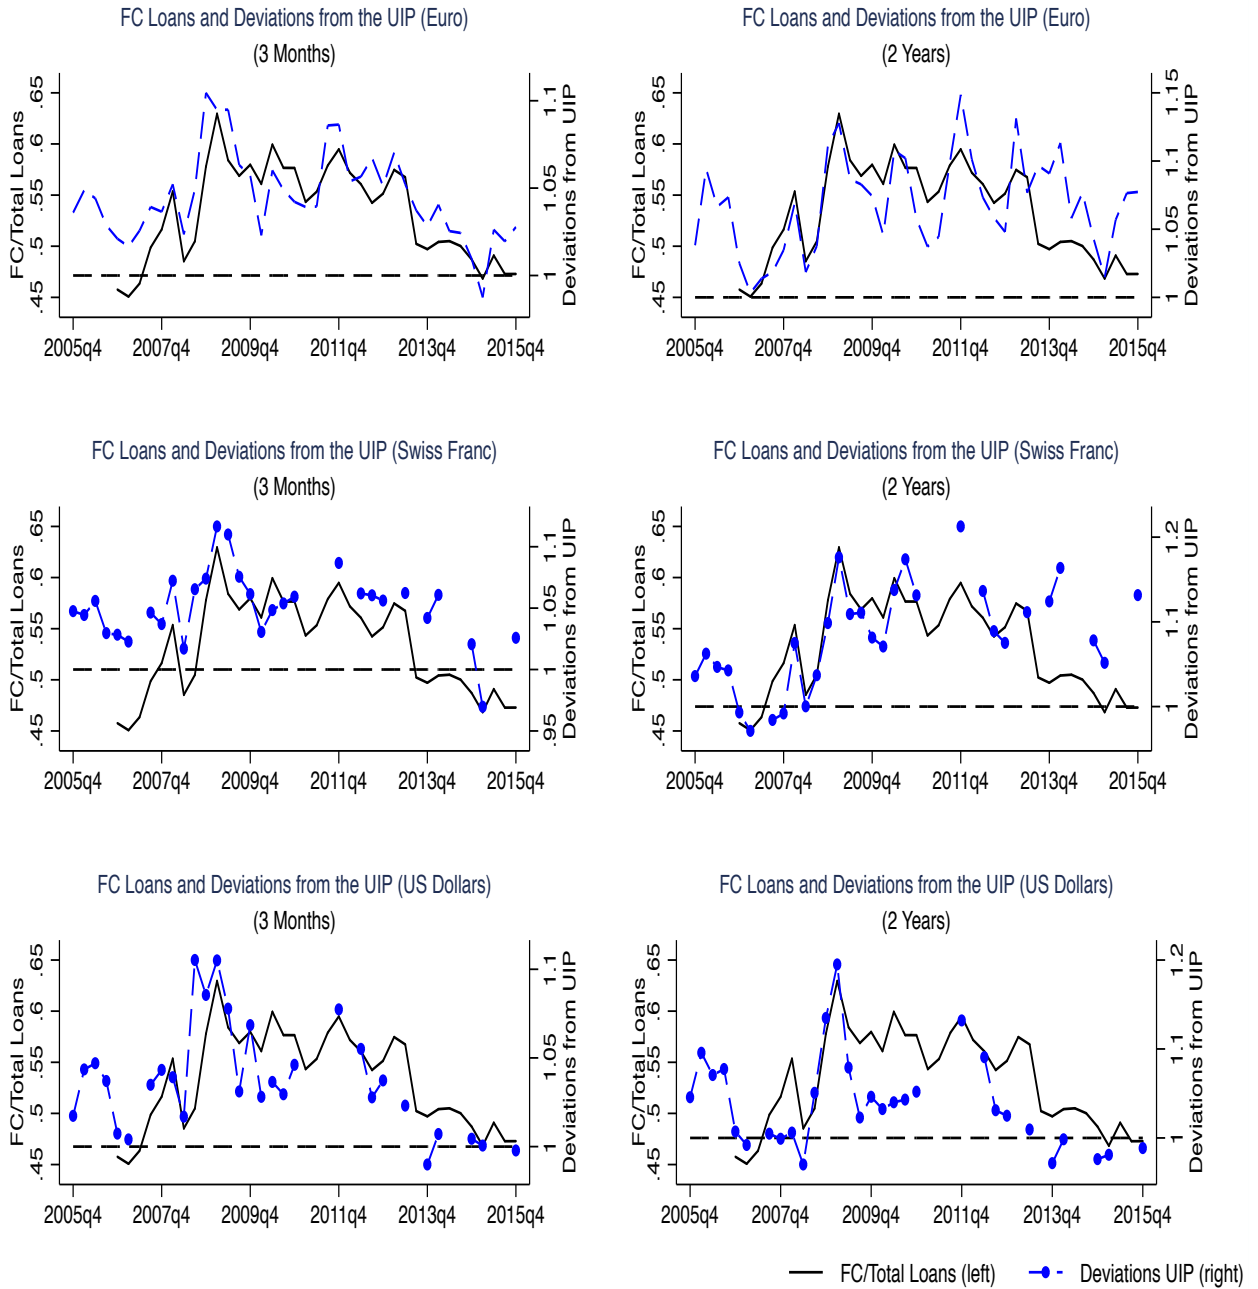 FC Loans and Deviations from the UIP (Euro)
(3 Months)
FC/Total Loans
.65
.6
.55
.5
.45
1.1
1.05
1
Deviations from UIP
2005q4 2007q4 2009q4 2011q4 2013q4 2015q4
FC Loans and Deviations from the UIP (Euro)
(2 Years)
FC/Total Loans
.65
.6
.55
.5
.45
1.15
1.1
1.05
1
Deviations from UIP
2005q4 2007q4 2009q4 2011q4 2013q4 2015q4
FC Loans and Deviations from the UIP (Swiss Franc)
(3 Months)
FC/Total Loans
.65
.6
.55
.5
.45
1.1
1.05
1
.95
Deviations from UIP
2005q4 2007q4 2009q4 2011q4 2013q4 2015q4
FC Loans and Deviations from the UIP (Swiss Franc)
(2 Years)
FC/Total Loans
.65
.6
.55
.5
.45
1.2
1.1
1
Deviations from UIP
2005q4 2007q4 2009q4 2011q4 2013q4 2015q4
FC Loans and Deviations from the UIP (US Dollars)
(3 Months)
FC/Total Loans
.65
.6
.55
.5
.45
1.1
1.05
1
Deviations from UIP
2005q4 2007q4 2009q4 2011q4 2013q4 2015q4
FC Loans and Deviations from the UIP (US Dollars)
(2 Years)
FC/Total Loans
.65
.6
.55
.5
.45
1.2
1.1
1
Deviations from UIP
2005q4 2007q4 2009q4 2011q4 2013q4 2015q4
FC/Total Loans (left) Deviations UIP (right)